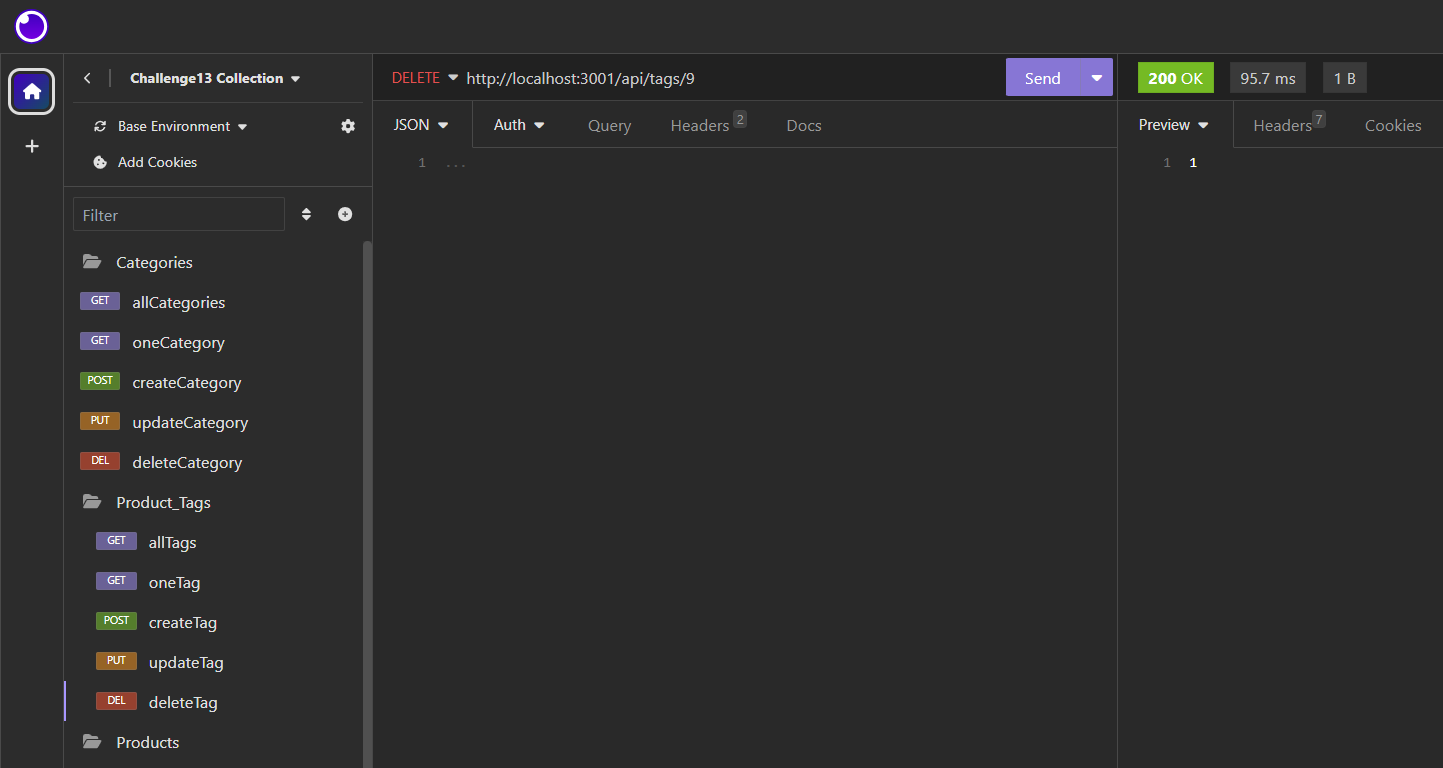 Challenge13 Collection
Base Environment
Add Cookies
Filter
Categories
GET allCategories
GET oneCategory
POST createCategory
PUT updateCategory
DEL deleteCategory
Product_Tags
GET allTags
GET oneTag
POST createTag
PUT updateTag
DEL deleteTag
Products
DELETE http://localhost:3001/api/tags/9 Send
JSON Auth Query Headers 2 Docs
1 ...
200 OK 95.7 ms 1 B
Preview Headers 7 Cookies
1 1